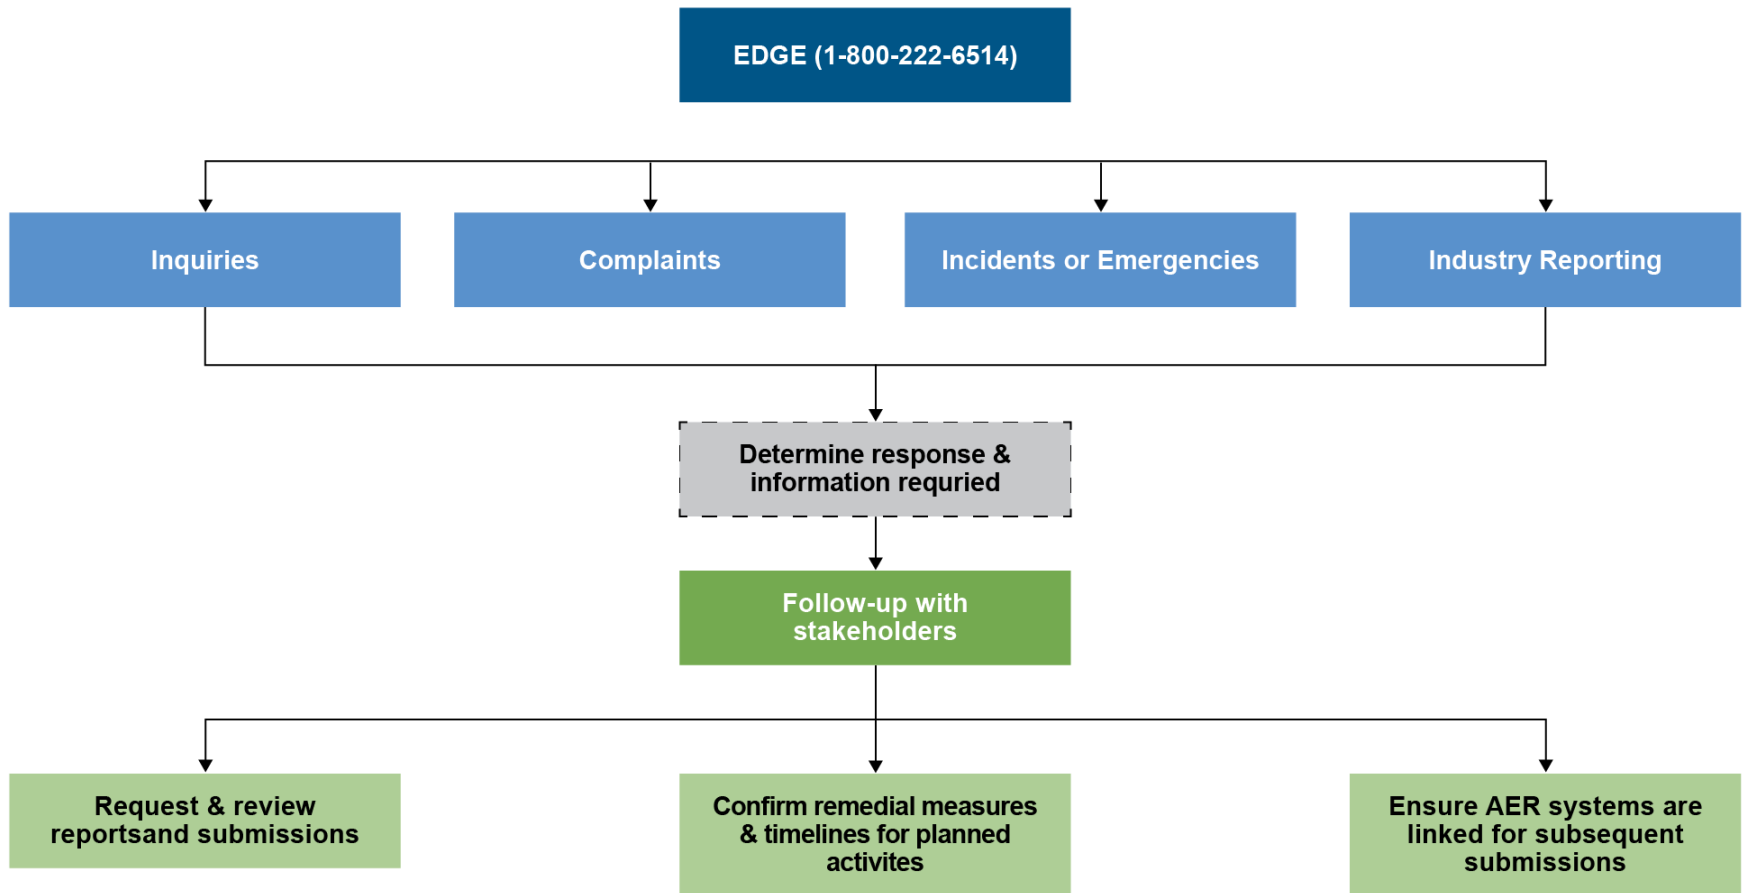 EDGE (1-800-222-6514)
Inquiries
Complaints
Incidents or Emergencies
Industry Reporting
Determine response &
information requried
Follow-up with
stakeholders
Request & review
reportsand submissions
Confirm remedial measures
& timelines for planned
activites
Ensure AER systems are
linked for subsequent
submissions